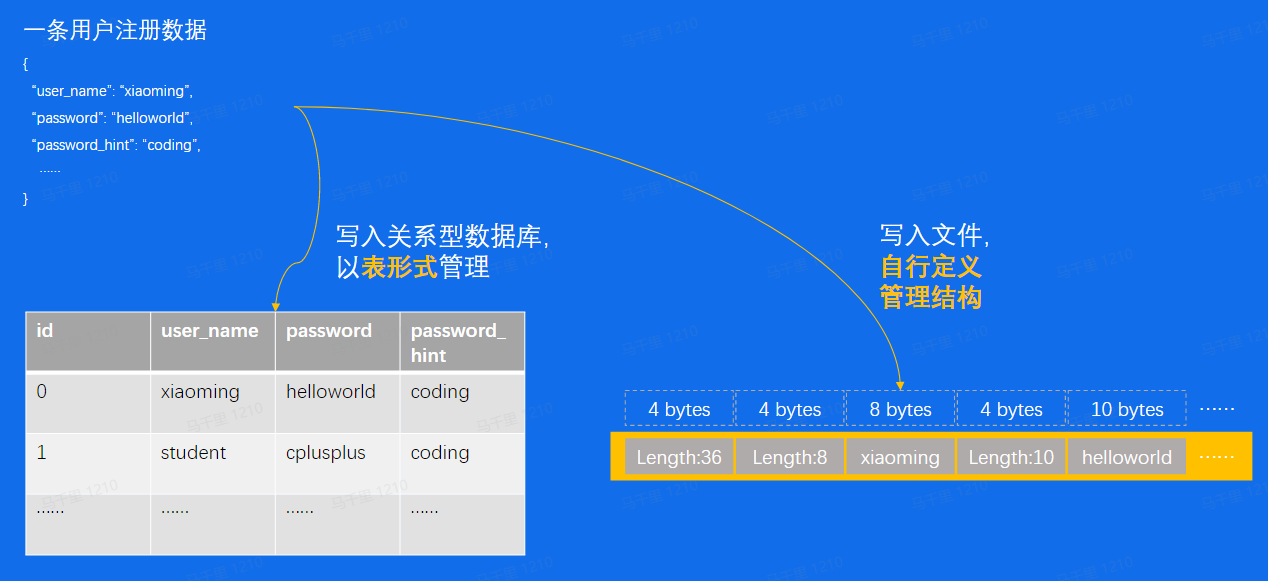 一条用户注册数据
{
“user_name”: “xiaoming”,
“password”: “helloworld”,
“password_hint”: “coding”,
……
}
写入关系型数据库,
以表形式管理
写入文件,
自行定义
管理结构
id user_name password password_
hint
0 xiaoming helloworld coding
1 student cplusplus coding
…… …… …… ……
4 bytes 4 bytes 8 bytes 4 bytes 10 bytes ……
Length:36 Length:8 xiaoming Length:10 helloworld ……
马千里 1210